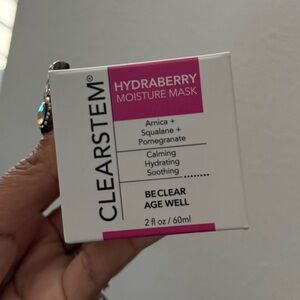 CLEARSTEM®
HYDRABERRY
MOISTURE MASK
Arnica +
Squalane +
Pomegranate
Calming
Hydrating
Soothing
BE CLEAR
AGE WELL
2 fl oz / 60ml